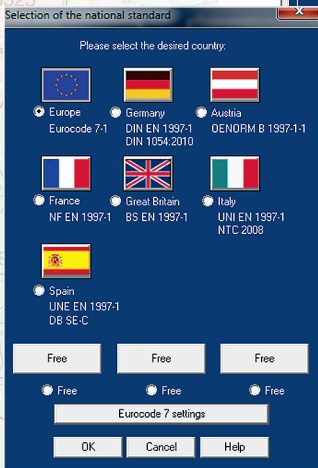 Selection of the national standard
Please select the desired country:
Europe
Eurocode 7-1
Germany
DIN EN 1997-1
DIN 1054:2010
Austria
OENORM B 1997-1-1
France
NF EN 1997-1
Great Britain
BS EN 1997-1
Italy
UNI EN 1997-1
NTC 2008
Spain
UNE EN 1997-1
DB SE-C
Free Free Free
Free Free Free
Eurocode 7 settings
OK Cancel Help